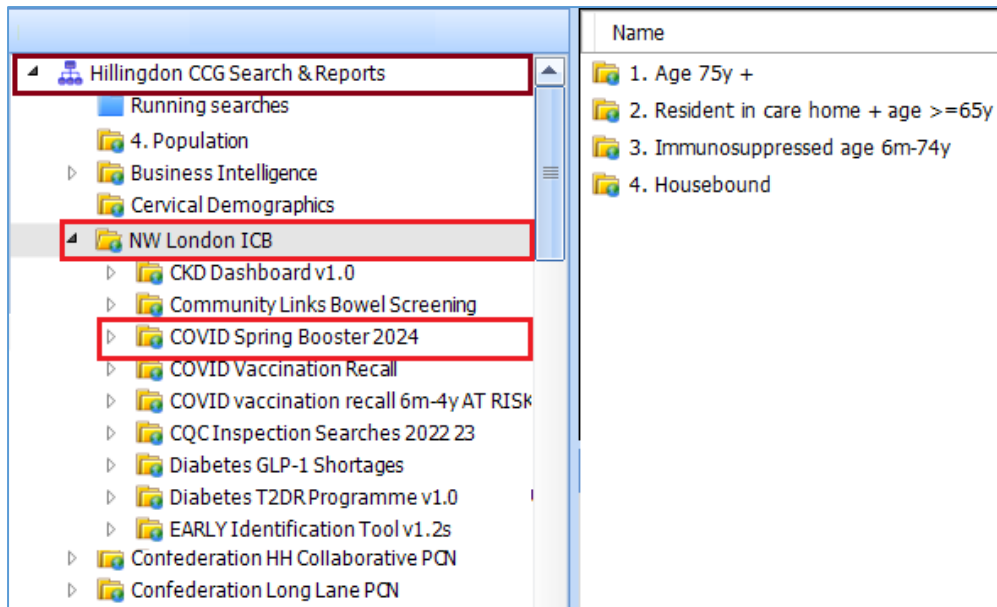 Hillingdon CCG Search & Reports
Running searches
4. Population
Business Intelligence
Cervical Demographics
NW London ICB
CKD Dashboard v1.0
Community Links Bowel Screening
COVID Spring Booster 2024
COVID Vaccination Recall
COVID vaccination recall 6m-4y AT RISK
CQC Inspection Searches 2022 23
Diabetes GLP-1 Shortages
Diabetes T2DR Programme v1.0
EARLY Identification Tool v1.2s
Confederation HH Collaborative PCN
Confederation Long Lane PCN
Name
1. Age 75y +
2. Resident in care home + age >=65y
3. Immunosuppressed age 6m-74y
4. Housebound